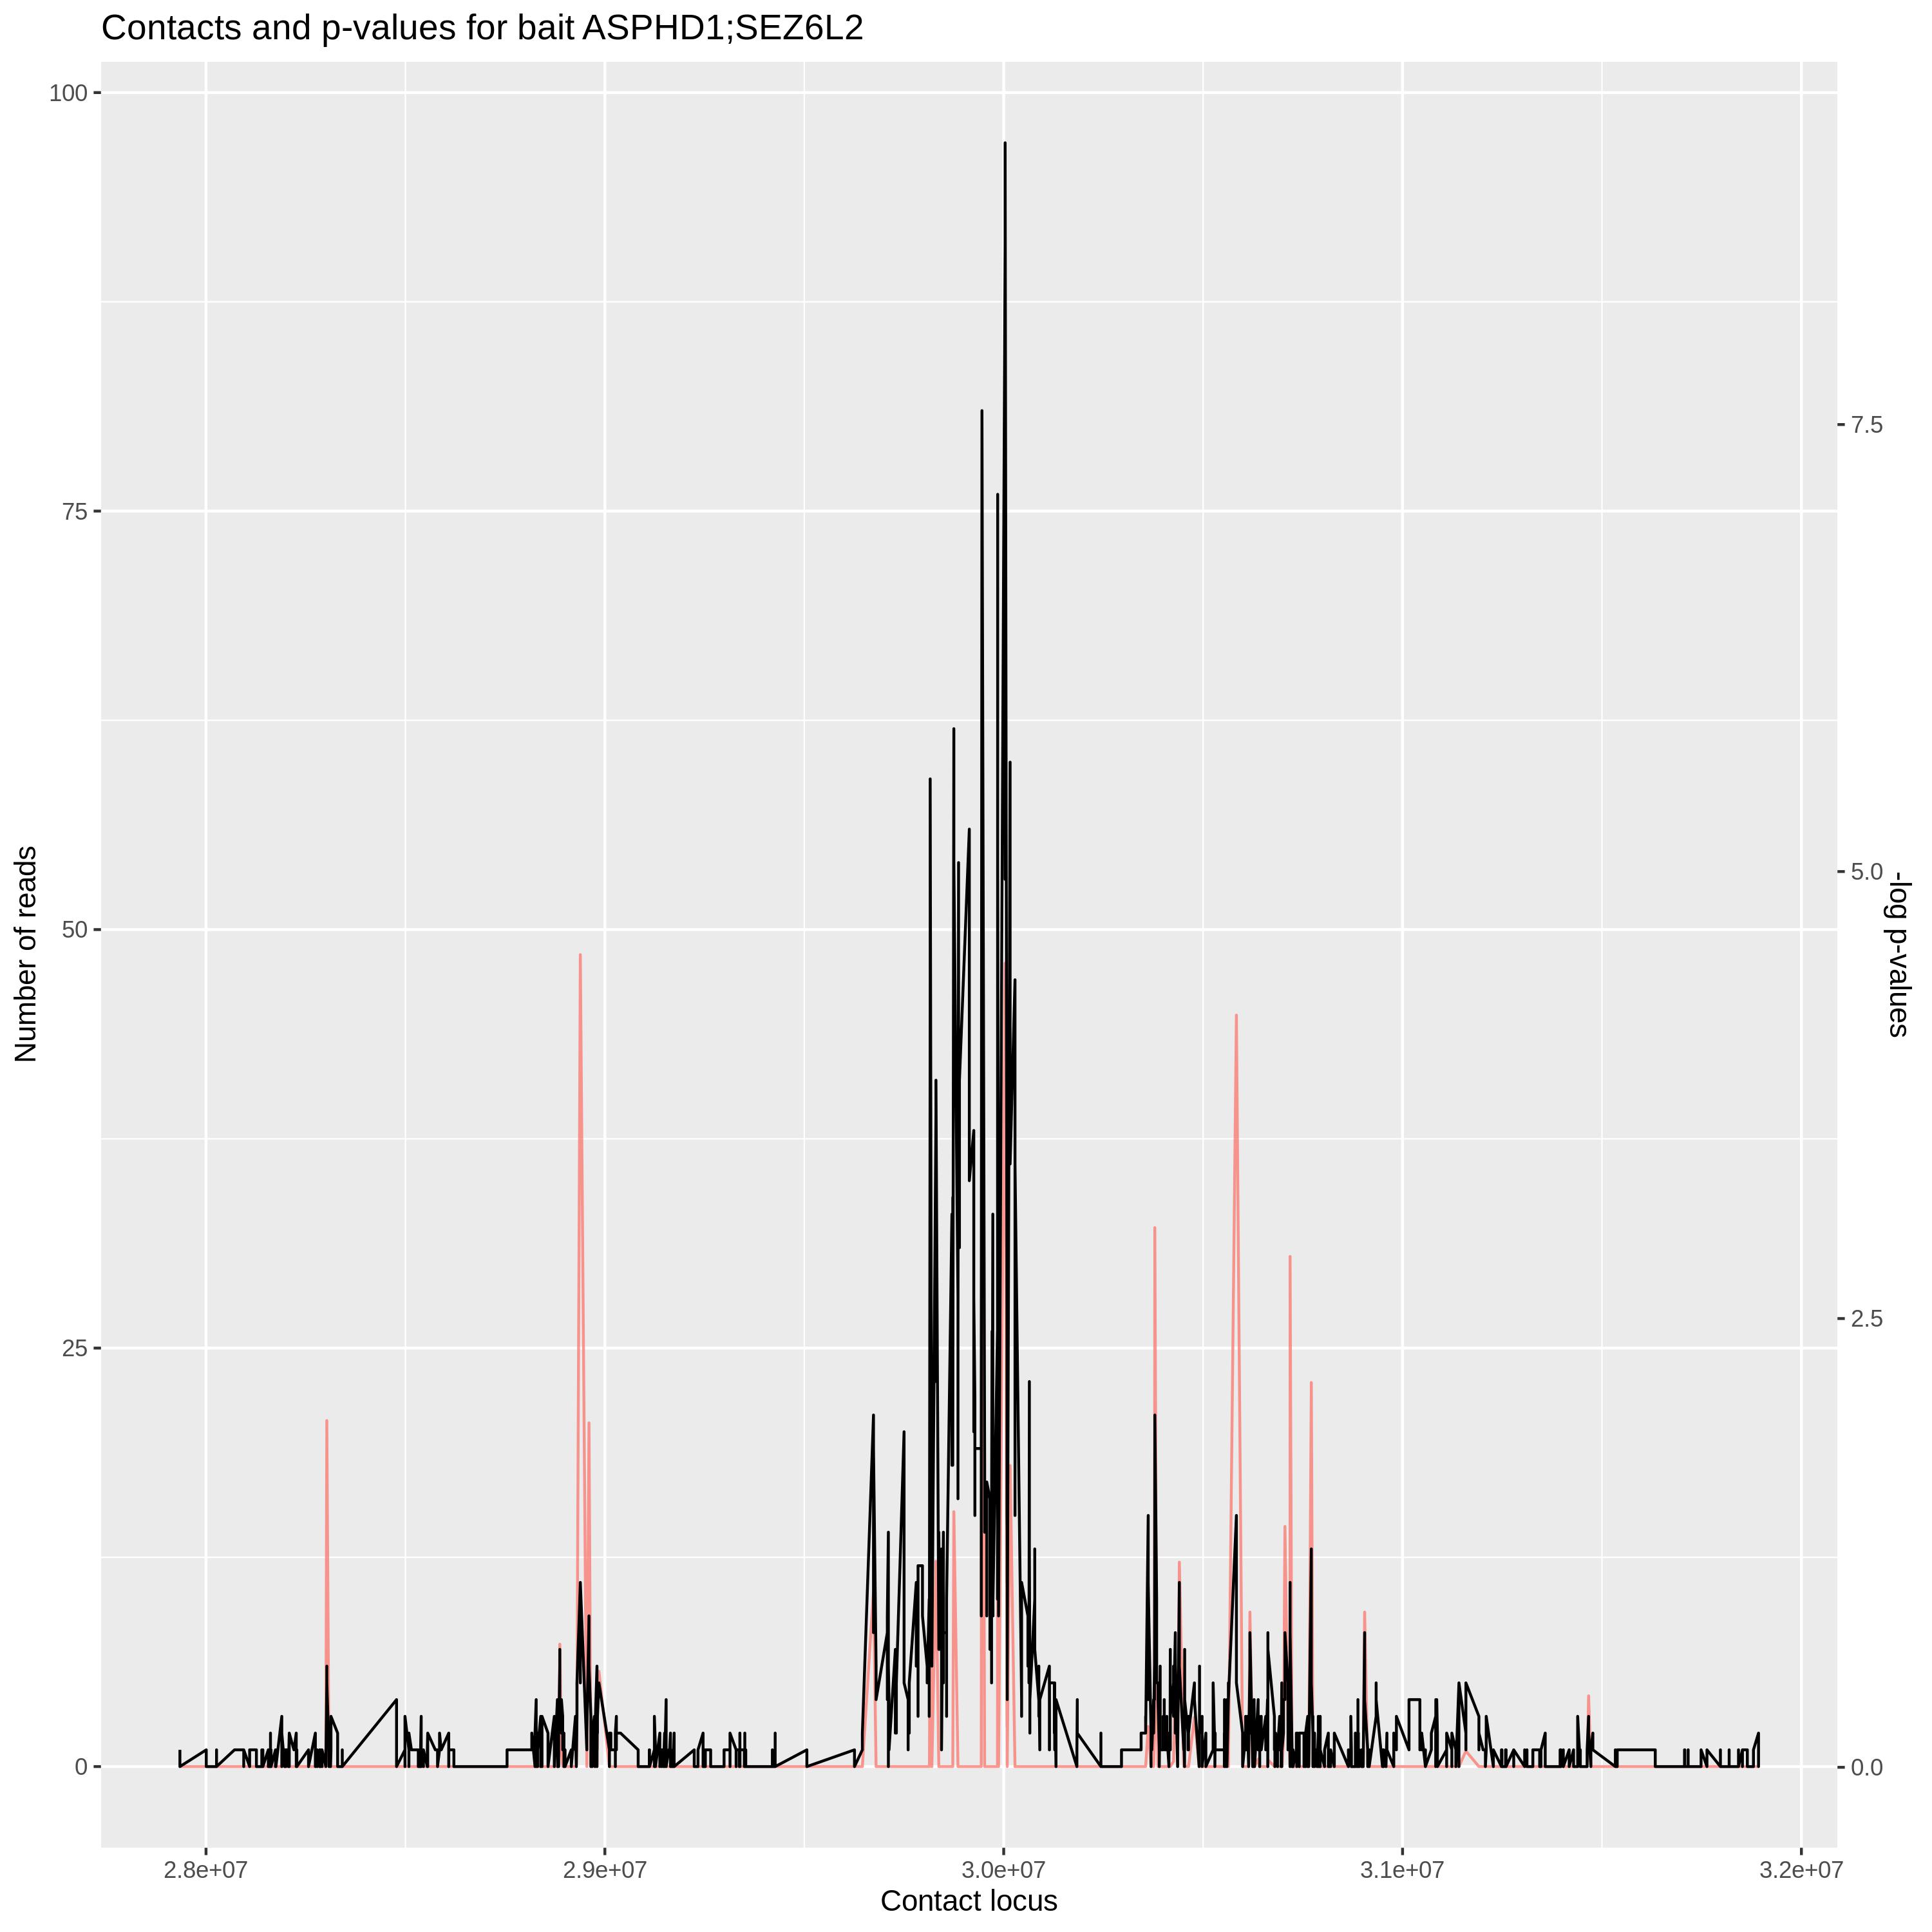 Contacts and p-values for bait ASPHD1;SEZ6L2
100
75
50
25
0
Number of reads
7.5
5.0
2.5
0.0
-log p-values
2.8e+07
2.9e+07
3.0e+07
3.1e+07
3.2e+07
Contact locus